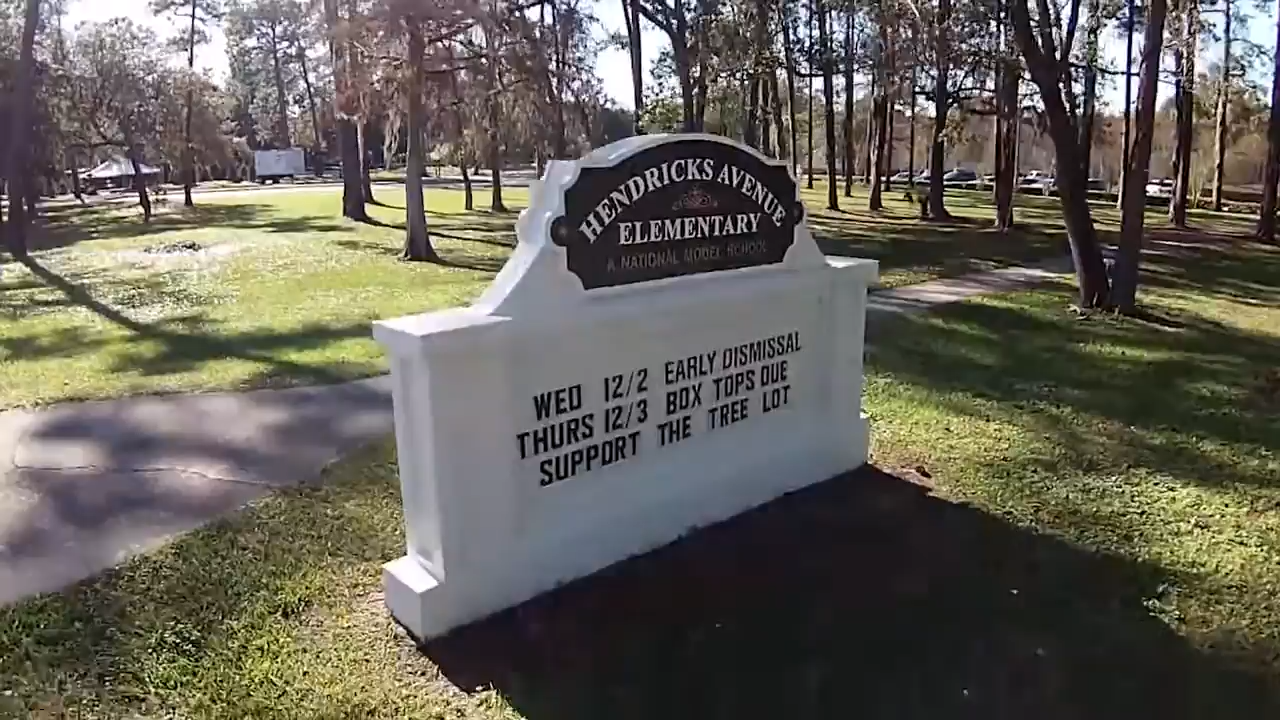 HENDRICKS AVENUE
ELEMENTARY
A NATIONAL MODEL SCHOOL
WED 12/2 EARLY DISMISSAL
THURS 12/3 BOX TOPS DUE
SUPPORT THE TREE LOT